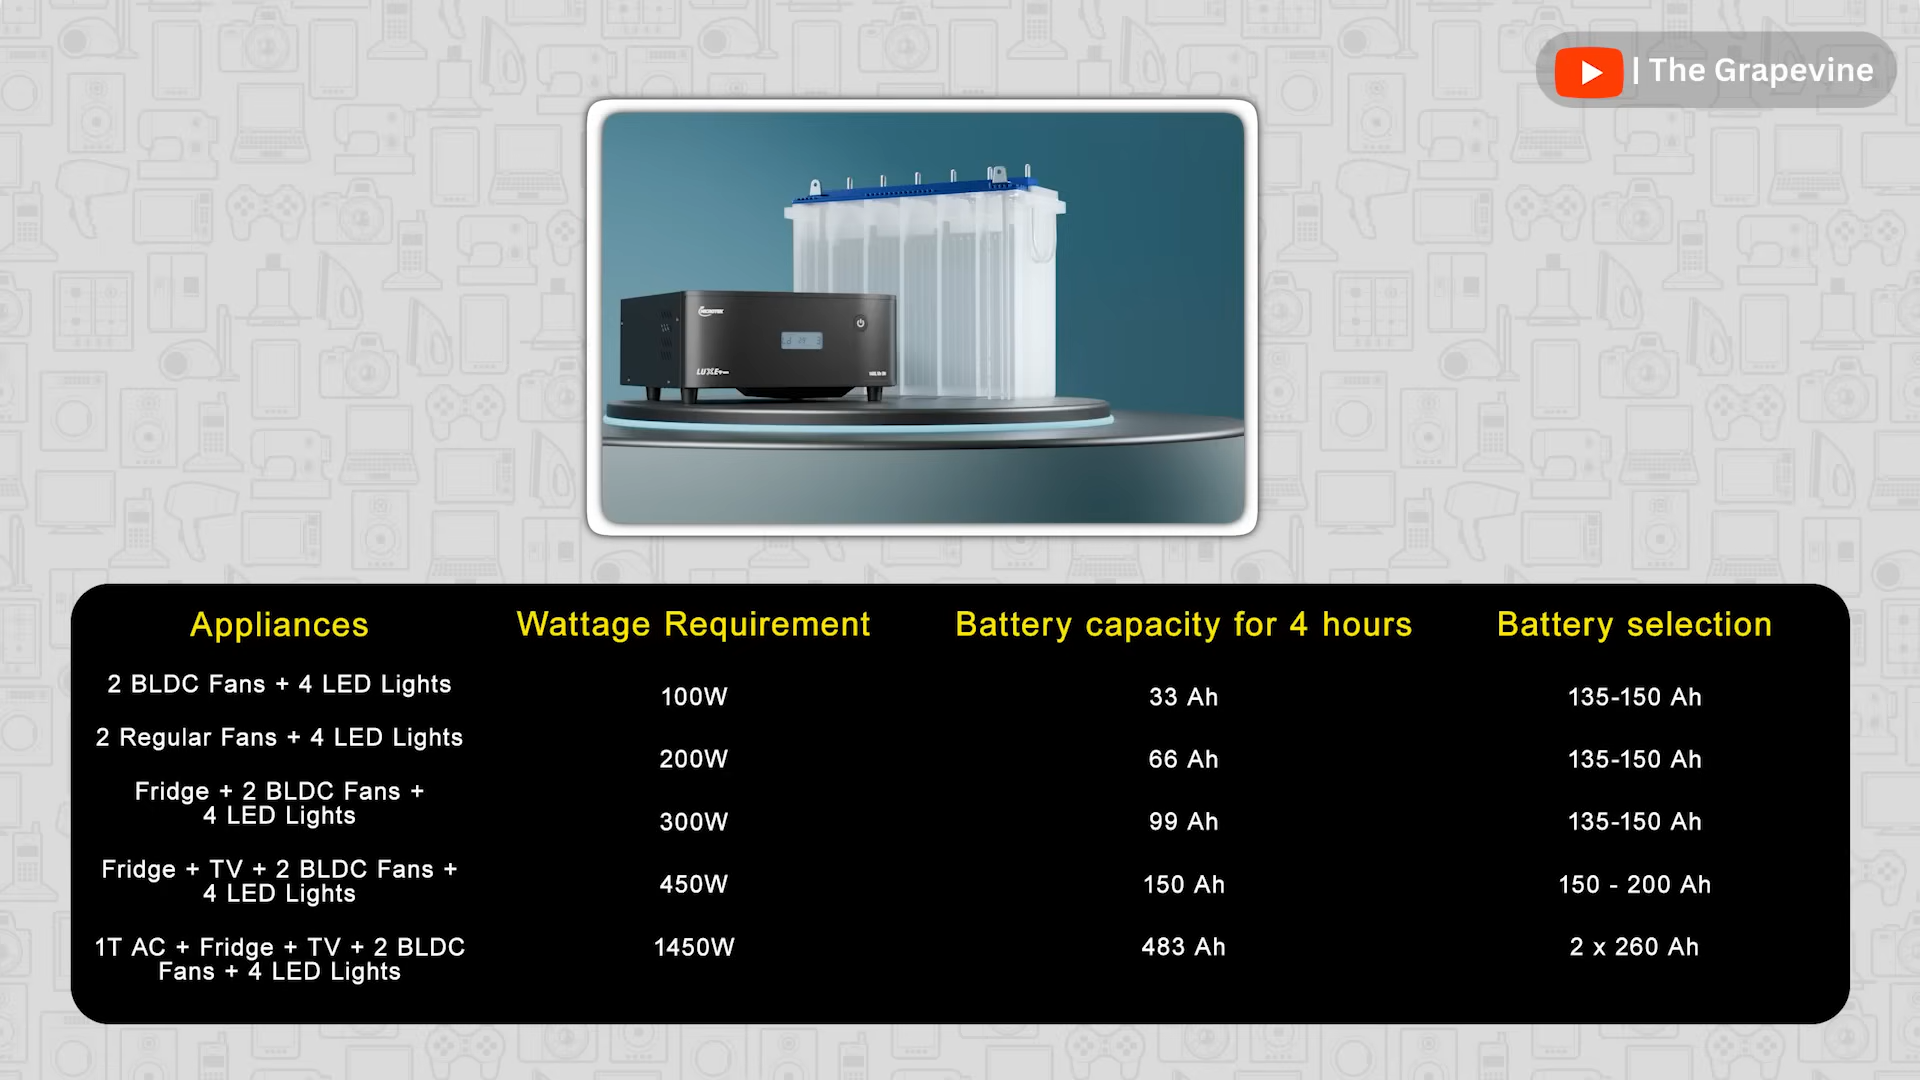 | The Grapevine
MICROTEK
LUXE
Appliances
Wattage Requirement
Battery capacity for 4 hours
Battery selection
2 BLDC Fans + 4 LED Lights
100W
33 Ah
135-150 Ah
2 Regular Fans + 4 LED Lights
200W
66 Ah
135-150 Ah
Fridge + 2 BLDC Fans +
4 LED Lights
300W
99 Ah
135-150 Ah
Fridge + TV + 2 BLDC Fans +
4 LED Lights
450W
150 Ah
150 - 200 Ah
1T AC + Fridge + TV + 2 BLDC
Fans + 4 LED Lights
1450W
483 Ah
2 x 260 Ah